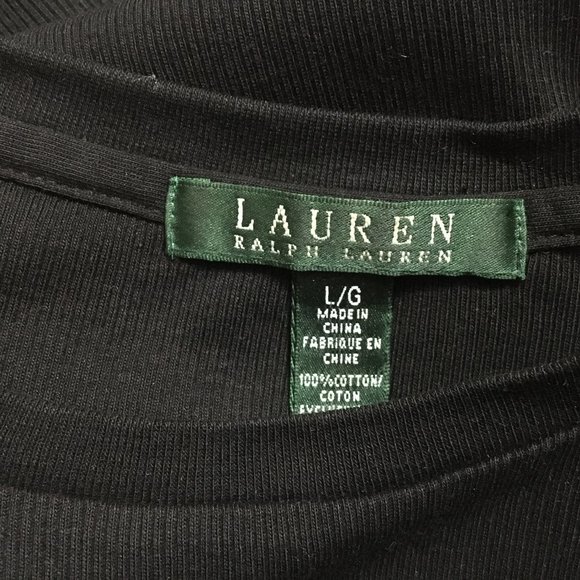 LAUREN
RALPH LAUREN
L/G
MADE IN
CHINA
FABRIQUE EN
CHINE
100%COTTON/
COTON